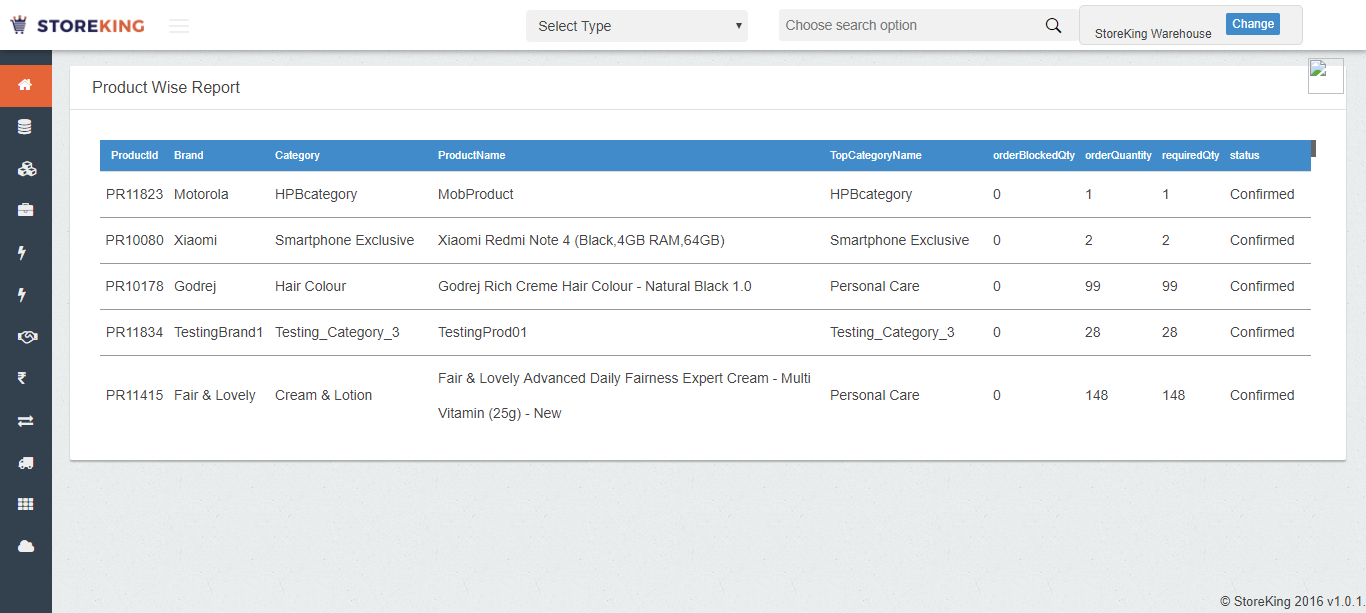 STOREKING
Select Type
Choose search option
StoreKing Warehouse
Change
Product Wise Report
ProductId Brand Category ProductName TopCategoryName orderBlockedQty orderQuantity requiredQty status
PR11823 Motorola HPBcategory MobProduct HPBcategory 0 1 1 Confirmed
PR10080 Xiaomi Smartphone Exclusive Xiaomi Redmi Note 4 (Black,4GB RAM,64GB) Smartphone Exclusive 0 2 2 Confirmed
PR10178 Godrej Hair Colour Godrej Rich Creme Hair Colour - Natural Black 1.0 Personal Care 0 99 99 Confirmed
PR11834 TestingBrand1 Testing_Category_3 TestingProd01 Testing_Category_3 0 28 28 Confirmed
PR11415 Fair & Lovely Cream & Lotion Fair & Lovely Advanced Daily Fairness Expert Cream - Multi
Vitamin (25g) - New Personal Care 0 148 148 Confirmed
© StoreKing 2016 v1.0.1.